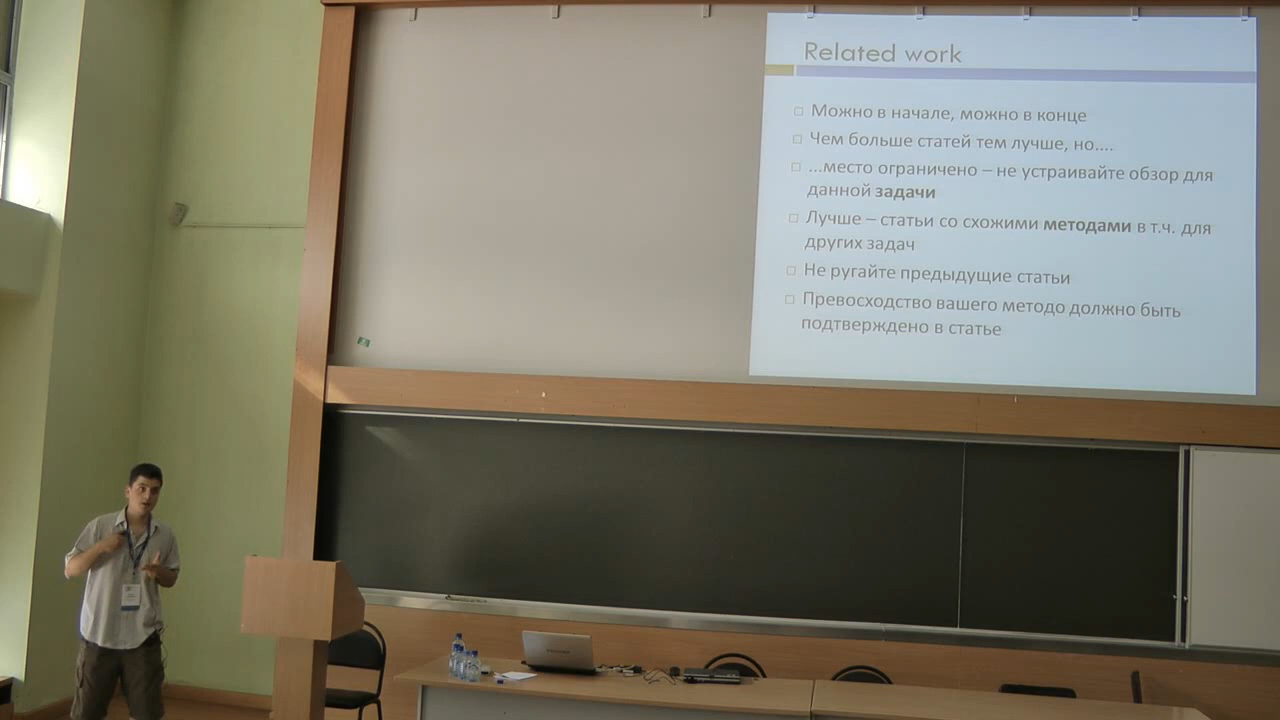 Related work
Можно в начале, можно в конце
Чем больше статей тем лучше, но....
...место ограничено – не устраивайте обзор для
данной задачи
Лучше – статьи со схожими методами в т.ч. для
других задач
Не ругайте предыдущие статьи
Превосходство вашего методо должно быть
подтверждено в статье